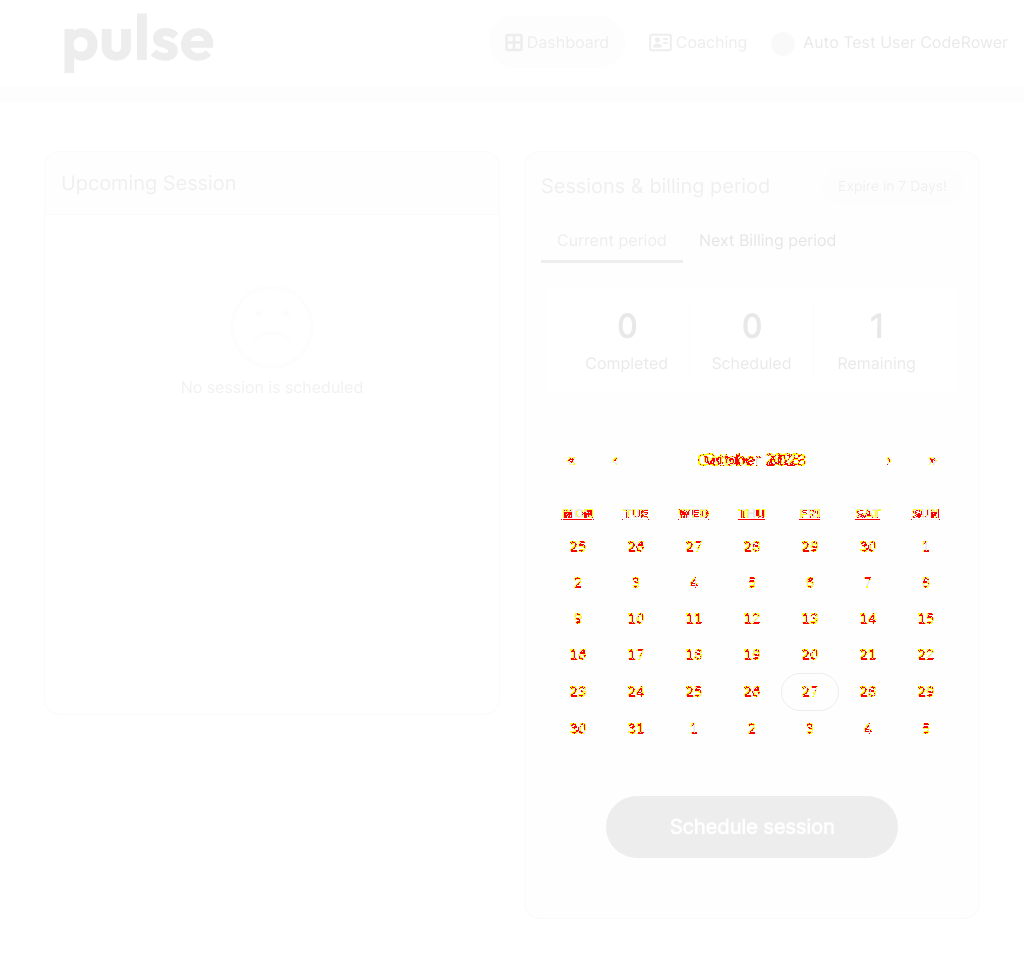 pulse
Dashboard
Coaching
Auto Test User CodeRower
Upcoming Session
No session is scheduled
Sessions & billing period
Expire in 7 Days!
Current period
Next Billing period
0 0 1
Completed Scheduled Remaining
« ‹ October 2023 › »
MON TUE WED THU FRI SAT SUN
25 26 27 28 29 30 1
2 3 4 5 6 7 8
9 10 11 12 13 14 15
16 17 18 19 20 21 22
23 24 25 26 27 28 29
30 31 1 2 3 4 5
Schedule session